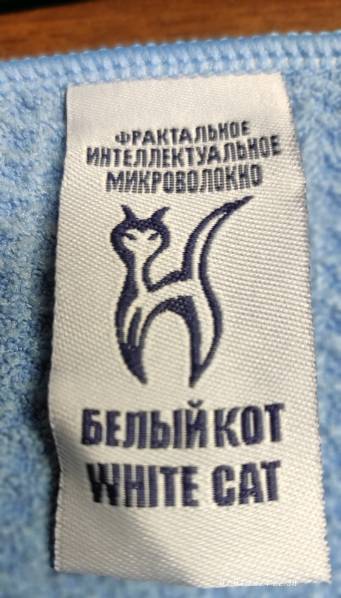 ФРАКТАЛЬНОЕ
ИНТЕЛЛЕКТУАЛЬНОЕ
МИКРОВОЛОКНО
БЕЛЫЙ КОТ
WHITE CAT